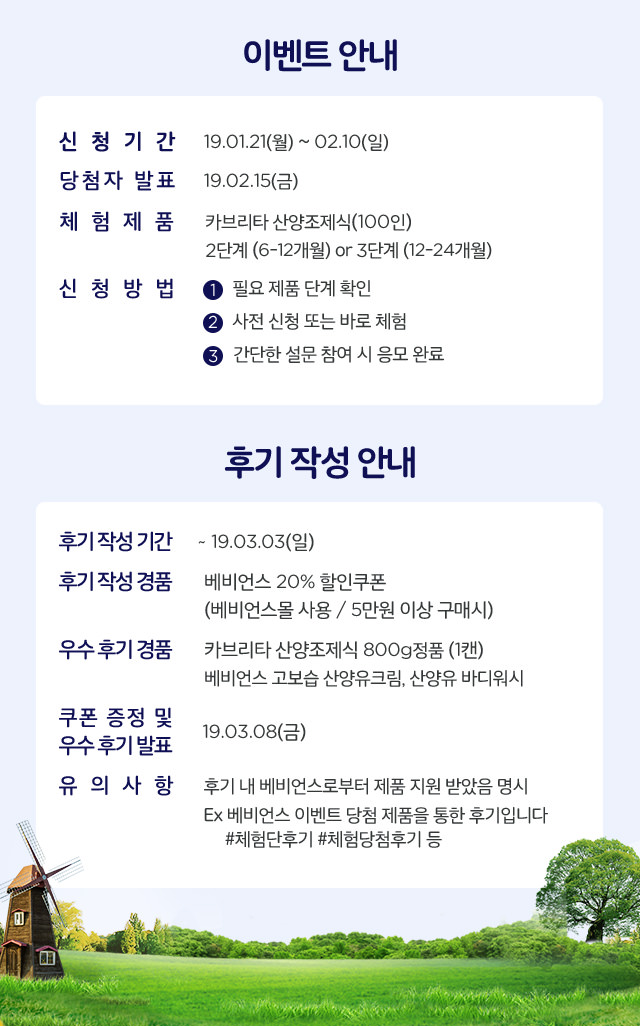 이벤트 안내
신청기간 19.01.21(월) ~ 02.10(일)
당첨자 발표 19.02.15(금)
체험제품 카브리타 산양조제식(100인)
2단계 (6-12개월) or 3단계 (12-24개월)
신청방법 1 필요 제품 단계 확인
2 사전 신청 또는 바로 체험
3 간단한 설문 참여 시 응모 완료
후기 작성 안내
후기 작성 기간 ~ 19.03.03(일)
후기 작성 경품 베비언스 20% 할인쿠폰
(베비언스몰 사용 / 5만원 이상 구매시)
우수 후기 경품 카브리타 산양조제식 800g정품 (1캔)
베비언스 고보습 산양유크림, 산양유 바디워시
쿠폰 증정 및
우수 후기 발표 19.03.08(금)
유의사항 후기 내 베비언스로부터 제품 지원 받았음 명시
Ex 베비언스 이벤트 당첨 제품을 통한 후기입니다
#체험단후기 #체험당첨후기 등